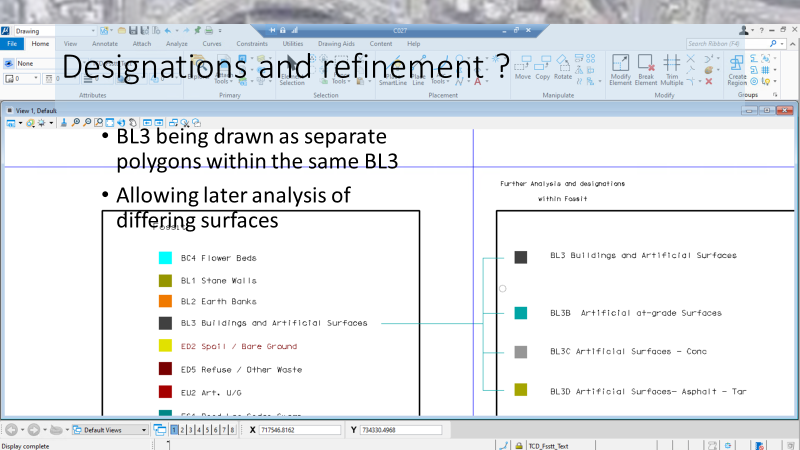 Drawing
C027
File Home View Annotate Attach Analyze Curves Constraints Utilities Drawing Aids Content Help
Search Ribbon (F4)
None
0
0
Designations and refinement ?
Selection
Tools
Tools
SmartLine
Move Copy Rotate
Modify Element
Break Element
Trim Multiple
Create Region
Attributes Primary Selection Placement Manipulate Modify Groups
View 1, Default
• BL3 being drawn as separate
polygons within the same BL3
• Allowing later analysis of
differing surfaces
Fossit
BC4 Flower Beds
BL1 Stone Walls
BL2 Earth Banks
BL3 Buildings and Artificial Surfaces
ED2 Spoil / Bare Ground
ED5 Refuse / Other Waste
EU2 Art. U/G
Further Analysis and designations
within Fossit
BL3 Buildings and Artificial Surfaces
BL3B Artificial at-grade Surfaces
BL3C Artificial Surfaces - Conc
BL3D Artificial Surfaces- Asphalt - Tar
Default Views 1 2 3 4 5 6 7 8 X 717546.8162 Y 734330.4968
Display complete
TCD_Fsstt_Text